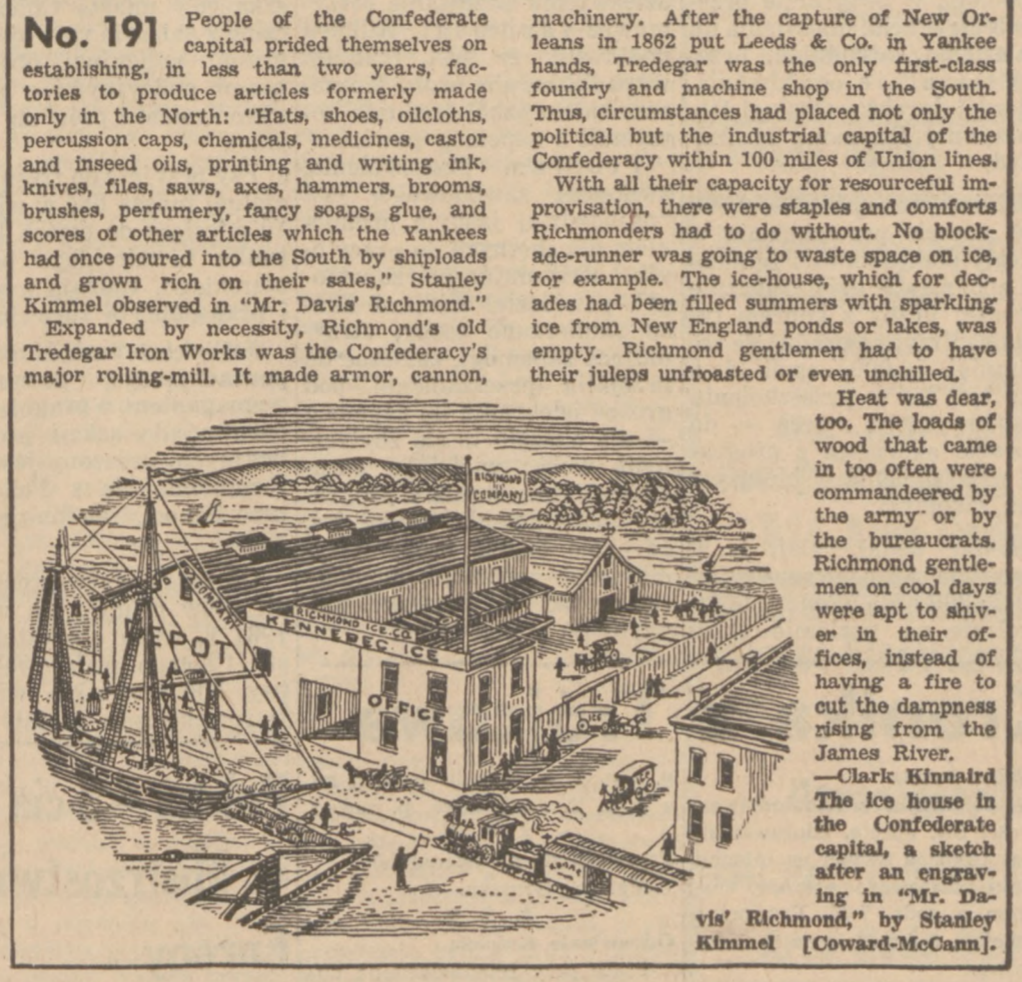 No. 191 People of the Confederate
capital prided themselves on
establishing, in less than two years, fac-
tories to produce articles formerly made
only in the North: "Hats, shoes, oilcloths,
percussion caps, chemicals, medicines, castor
and inseed oils, printing and writing ink,
knives, files, saws, axes, hammers, brooms,
brushes, perfumery, fancy soaps, glue, and
scores of other articles which the Yankees
had once poured into the South by shiploads
and grown rich on their sales," Stanley
Kimmel observed in "Mr. Davis' Richmond."
Expanded by necessity, Richmond's old
Tredegar Iron Works was the Confederacy's
major rolling-mill. It made armor, cannon,
machinery. After the capture of New Or-
leans in 1862 put Leeds & Co. in Yankee
hands, Tredegar was the only first-class
foundry and machine shop in the South.
Thus, circumstances had placed not only the
political but the industrial capital of the
Confederacy within 100 miles of Union lines.
With all their capacity for resourceful im-
provisation, there were staples and comforts
Richmonders had to do without. No block-
ade-runner was going to waste space on ice,
for example. The ice-house, which for dec-
ades had been filled summers with sparkling
ice from New England ponds or lakes, was
empty. Richmond gentlemen had to have
their juleps unfroasted or even unchilled.
Heat was dear,
too. The loads of
wood that came
in too often were
commandeered by
the army or by
the bureaucrats.
Richmond gentle-
men on cool days
were apt to shiv-
er in their of-
fices, instead of
having a fire to
cut the dampness
rising from the
James River.
—Clark Kinnaird
The ice house in
the Confederate
capital, a sketch
after an engrav-
ing in "Mr. Da-
vis' Richmond," by Stanley
Kimmel [Coward-McCann].
RICHMOND
COMPANY
COMPANY
DEPOT
RICHMOND ICE CO.
KENNEBEC ICE
OFFICE
ICE